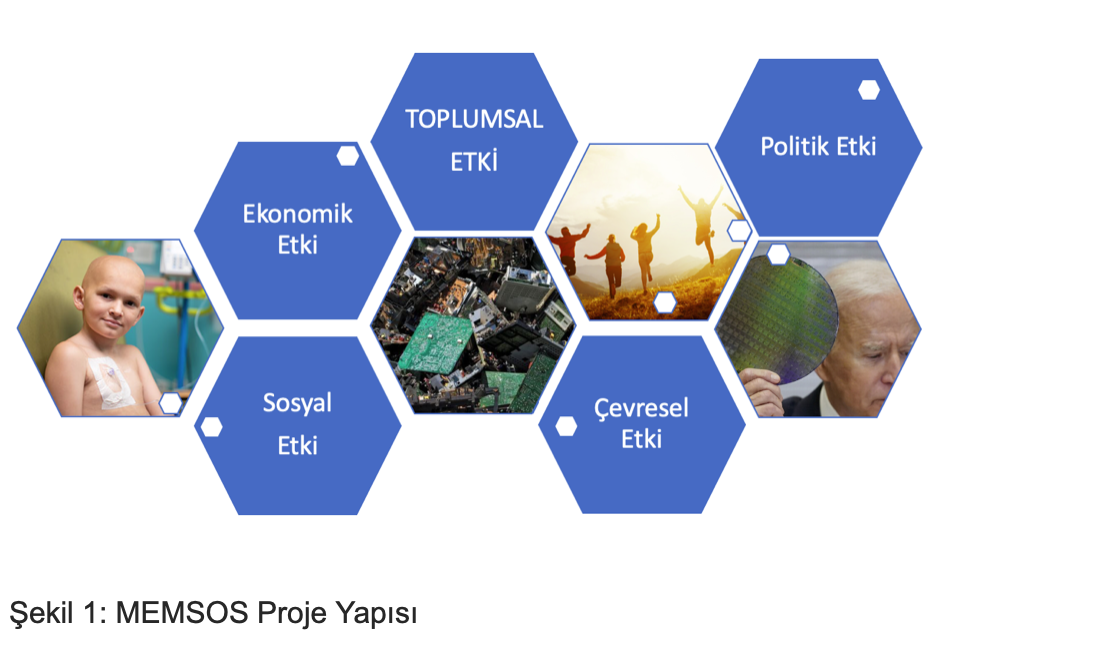 TOPLUMSAL
ETKİ
Politik Etki
Ekonomik
Etki
Sosyal
Etki
Çevresel
Etki
Şekil 1: MEMSOS Proje Yapısı